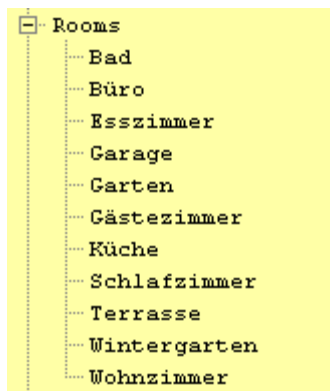 Rooms
Bad
Büro
Esszimmer
Garage
Garten
Gästezimmer
Küche
Schlafzimmer
Terrasse
Wintergarten
Wohnzimmer